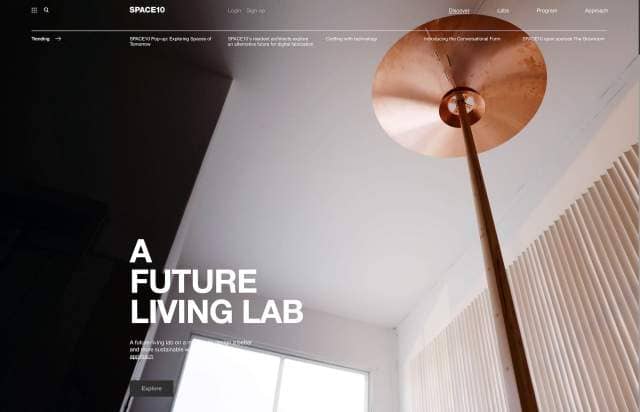 SPACE10
Login
Sign up
Discover
Labs
Program
Approach
Trending
SPACE10 Pop-up: Exploring Spaces of
Tomorrow
SPACE10's resident architects explore
an alternative future for digital fabrication
Crafting with technology
Introducing the Conversational Form
SPACE10 open sources The Growroom
A
FUTURE
LIVING LAB
A future living lab on a
a better
and more sustainable
approach
Explore